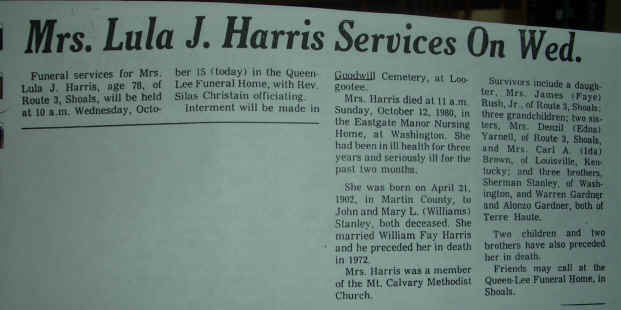 Mrs. Lula J. Harris Services On Wed.
Funeral services for Mrs.
Lula J. Harris, age 78, of
Route 3, Shoals, will be held
at 10 a.m. Wednesday, Octo-
ber 15 (today) in the Queen-
Lee Funeral Home, with Rev.
Silas Christain officiating.
Interment will be made in
Goodwill Cemetery, at Loo-
gootee.
Mrs. Harris died at 11 a.m.
Sunday, October 12, 1980, in
the Eastgate Manor Nursing
Home, at Washington. She
had been in ill health for three
years and seriously ill for the
past two months.
She was born on April 21,
1902, in Martin County, to
John and Mary L. (Williams)
Stanley, both deceased. She
married William Fay Harris
and he preceded her in death
in 1972.
Mrs. Harris was a member
of the Mt. Calvary Methodist
Church.
Survivors include a daugh-
ter, Mrs. James (Faye)
Rush, Jr., of Route 3, Shoals;
three grandchildren; two sis-
ters, Mrs. Denzil (Edna)
Yarnell, of Route 3, Shoals,
and Mrs. Carl A. (Ida)
Brown, of Louisville, Ken-
tucky; and three brothers,
Sherman Stanley, of Wash-
ington, and Warren Gardner
and Alonzo Gardner, both of
Terre Haute.
Two children and two
brothers have also preceded
her in death.
Friends may call at the
Queen-Lee Funeral Home, in
Shoals.